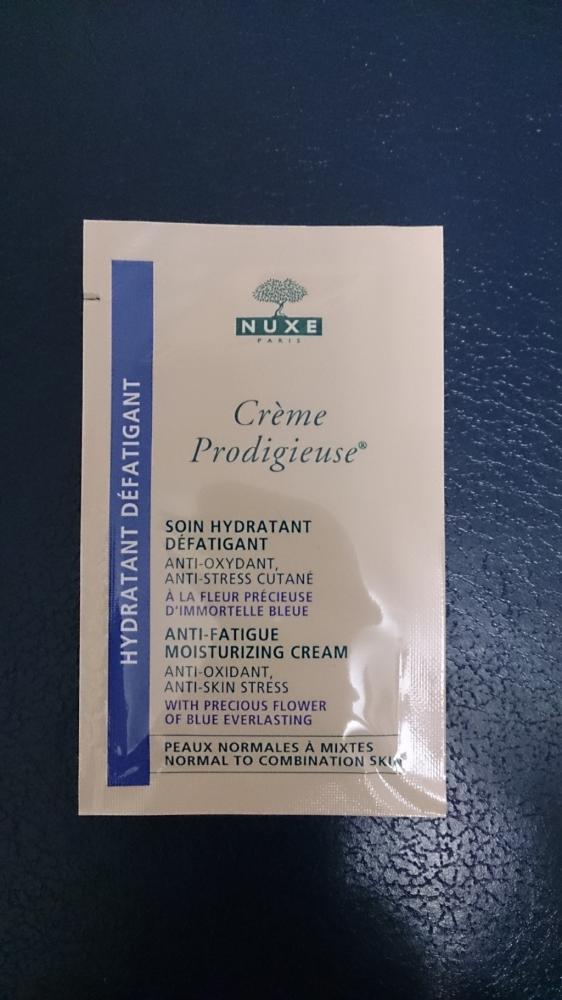 NUXE
PARIS
Crème
Prodigieuse®
HYDRATANT DÉFATIGANT
SOIN HYDRATANT
DÉFATIGANT
ANTI-OXYDANT,
ANTI-STRESS CUTANÉ
À LA FLEUR PRÉCIEUSE
D'IMMORTELLE BLEUE
ANTI-FATIGUE
MOISTURIZING CREAM
ANTI-OXIDANT,
ANTI-SKIN STRESS
WITH PRECIOUS FLOWER
OF BLUE EVERLASTING
PEAUX NORMALES À MIXTES
NORMAL TO COMBINATION SKIN